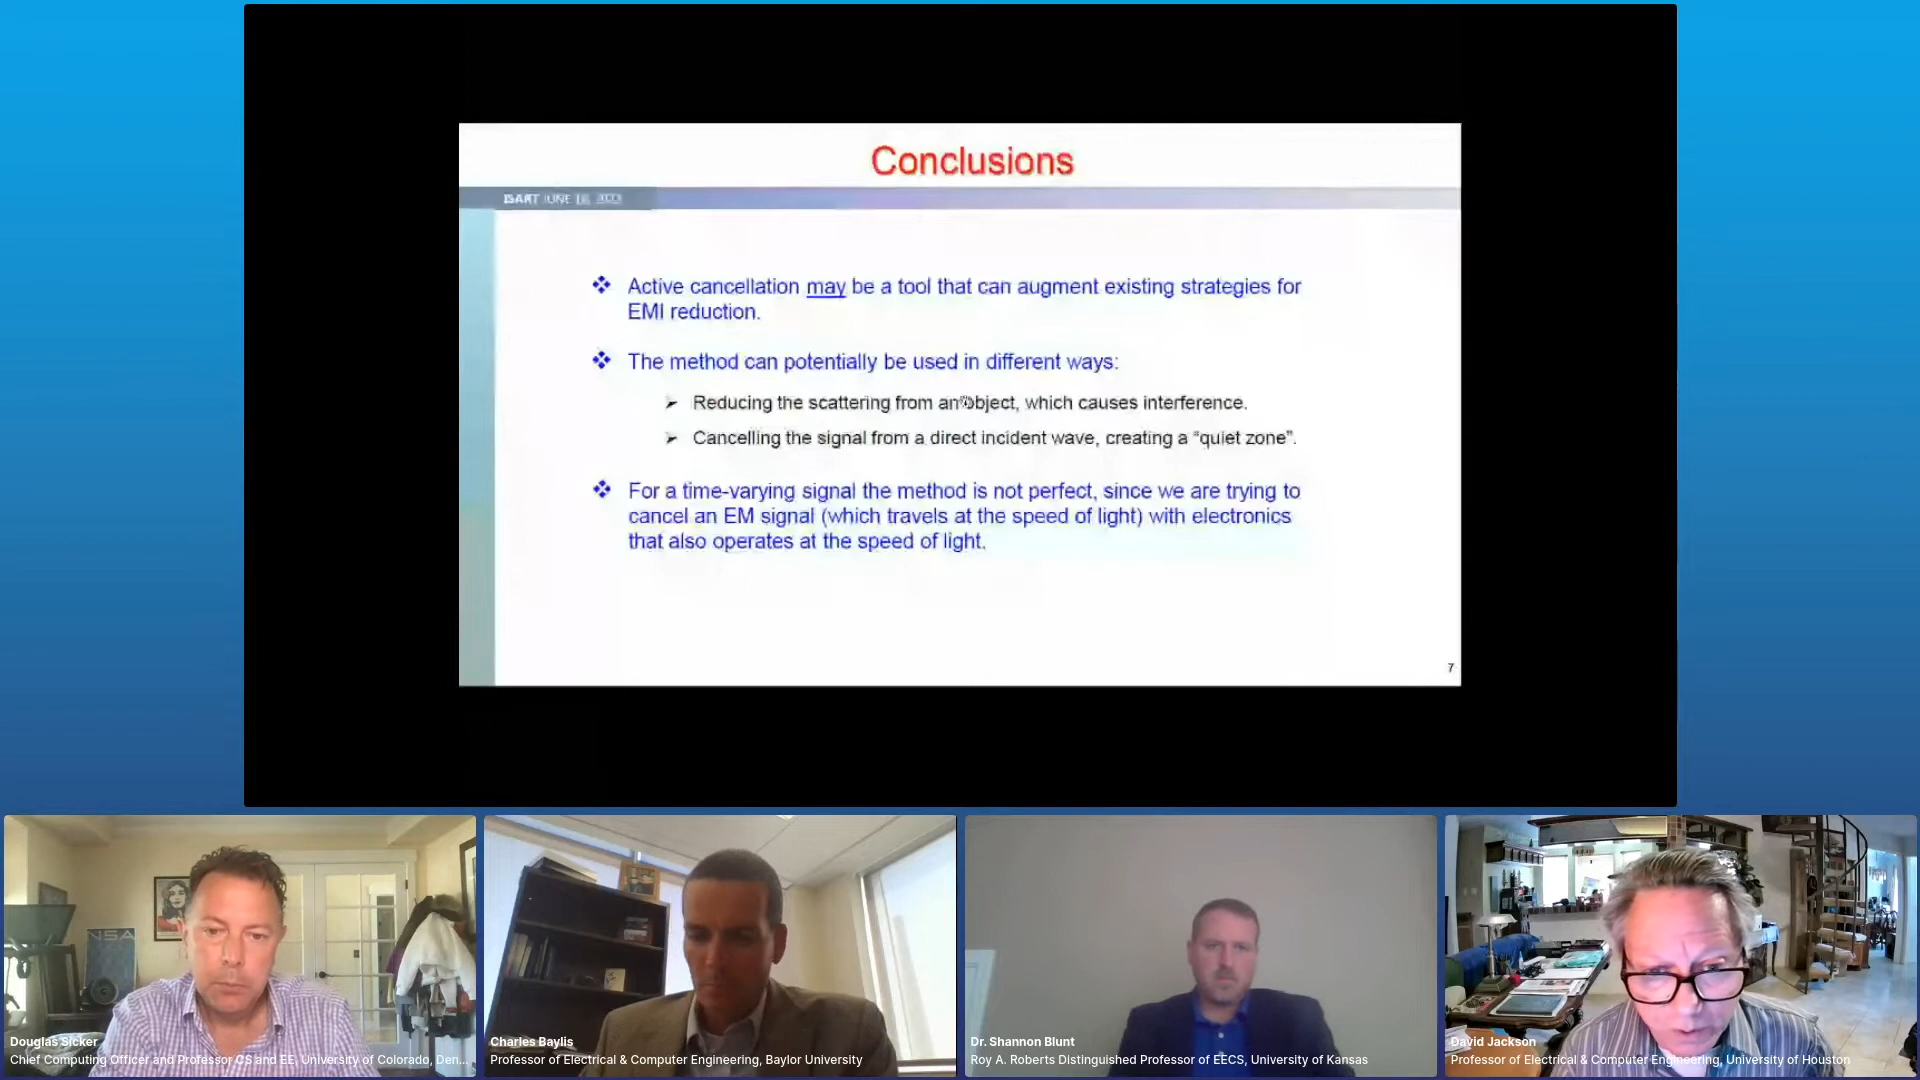 Conclusions
ISART JUNE
Active cancellation may be a tool that can augment existing strategies for
EMI reduction.
The method can potentially be used in different ways:
Reducing the scattering from an object, which causes interference.
Cancelling the signal from a direct incident wave, creating a “quiet zone”.
For a time-varying signal the method is not perfect, since we are trying to
cancel an EM signal (which travels at the speed of light) with electronics
that also operates at the speed of light.
7
NSA
Douglas Sicker
Chief Computing Officer and Professor CS and EE, University of Colorado, Den...
Charles Baylis
Professor of Electrical & Computer Engineering, Baylor University
Dr. Shannon Blunt
Roy A. Roberts Distinguished Professor of EECS, University of Kansas
David Jackson
Professor of Electrical & Computer Engineering, University of Houston